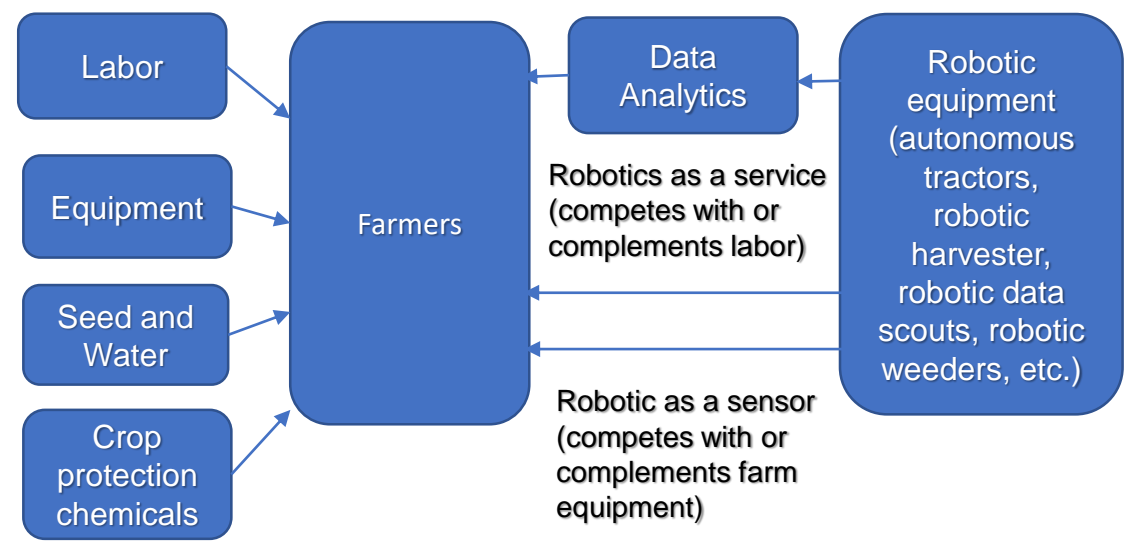 Labor
Equipment
Seed and
Water
Crop
protection
chemicals
Farmers
Data
Analytics
Robotics as a service
(competes with or
complements labor)
Robotic as a sensor
(competes with or
complements farm
equipment)
Robotic
equipment
(autonomous
tractors,
robotic
harvester,
robotic data
scouts, robotic
weeders, etc.)